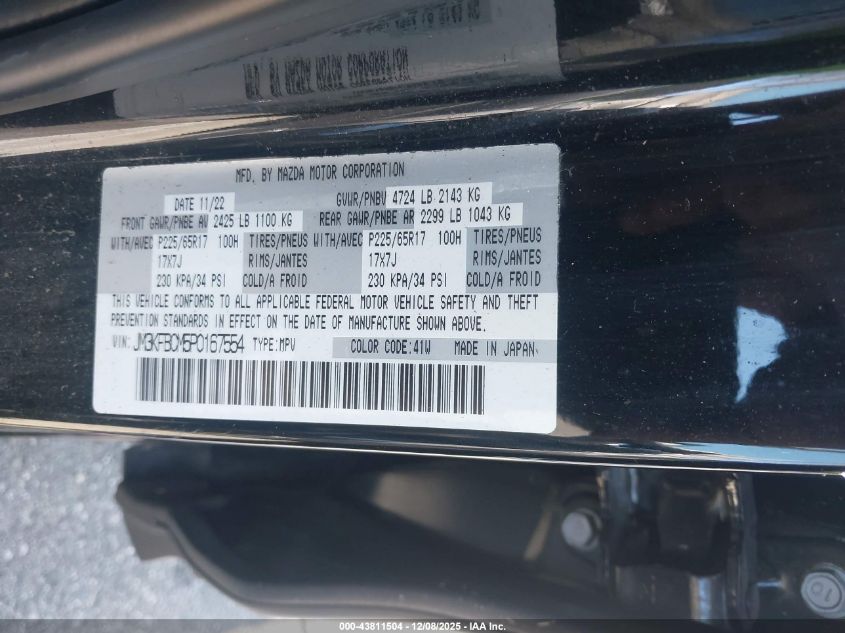 MFD. BY MAZDA MOTOR CORPORATION
DATE 11/22 GVWR/PNBV 4724 LB 2143 KG
FRONT GAWR/PNBE AV 2425 LB 1100 KG REAR GAWR/PNBE AR 2299 LB 1043 KG
WITH/AVEC P225/65R17 100H TIRES/PNEUS WITH/AVEC P225/65R17 100H TIRES/PNEUS
17X7J RIMS/JANTES 17X7J RIMS/JANTES
230 KPA/34 PSI COLD/A FROID 230 KPA/34 PSI COLD/A FROID
THIS VEHICLE CONFORMS TO ALL APPLICABLE FEDERAL MOTOR VEHICLE SAFETY AND THEFT
PREVENTION STANDARDS IN EFFECT ON THE DATE OF MANUFACTURE SHOWN ABOVE.
VIN: JM3KFBCM5P0167554 TYPE:MPV COLOR CODE:41W MADE IN JAPAN
000-43811504 - 12/08/2025 - IAA Inc.